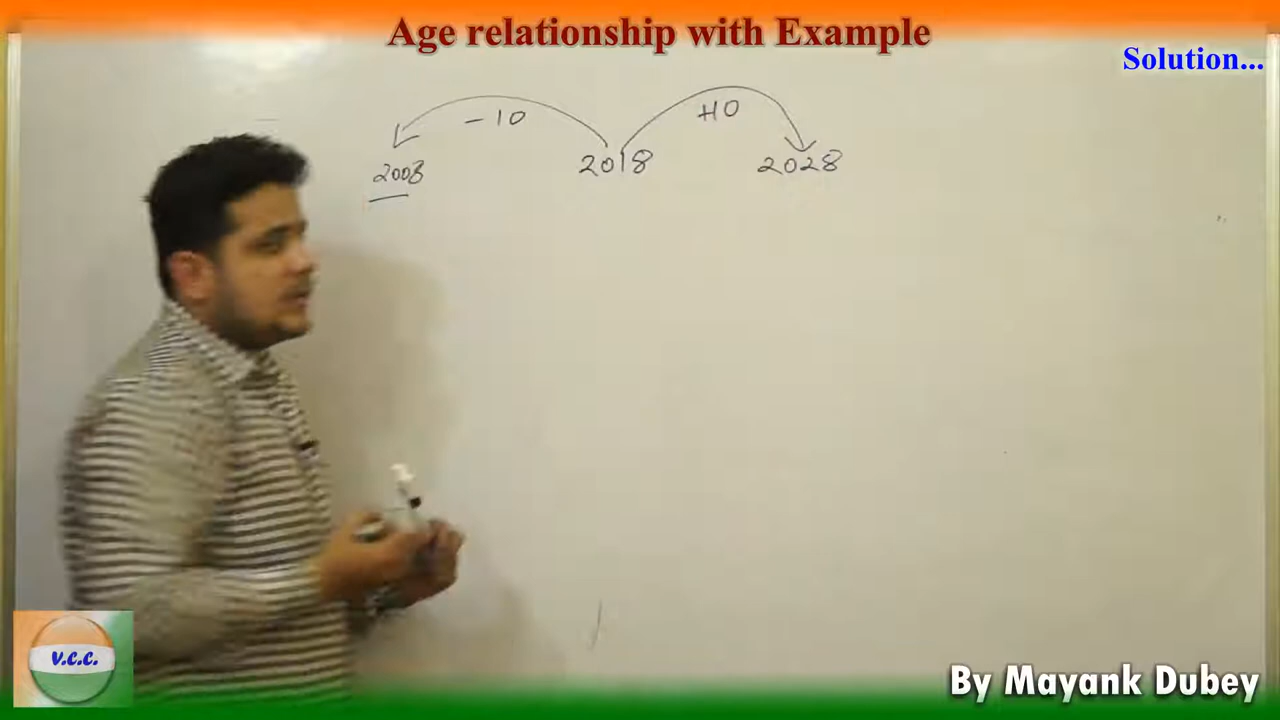 Age relationship with Example
Solution...
-10 +10
2008 2018 2028
V.C.C.
By Mayank Dubey